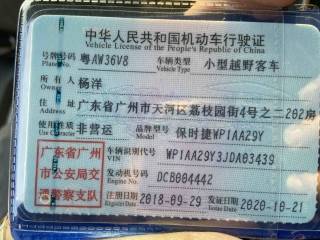 中华人民共和国机动车行驶证
Vehicle License of the People's Republic of China
号牌号码 粤AW36V8 车辆类型 小型越野客车
Plate No. Vehicle Type
所有人 杨洋
Owner
住址 广东省广州市天河区荔枝园街4号之二202房
Address
使用性质 非营运 品牌型号 保时捷WP1AA29Y
Use Character Model
广东省广州市公安局交通警察支队
车辆识别代号 WP1AA29Y3JDA03439
VIN
发动机号码 DCB004442
Engine No.
注册日期 2018-09-29 发证日期 2020-10-21
Register Date Issue Date